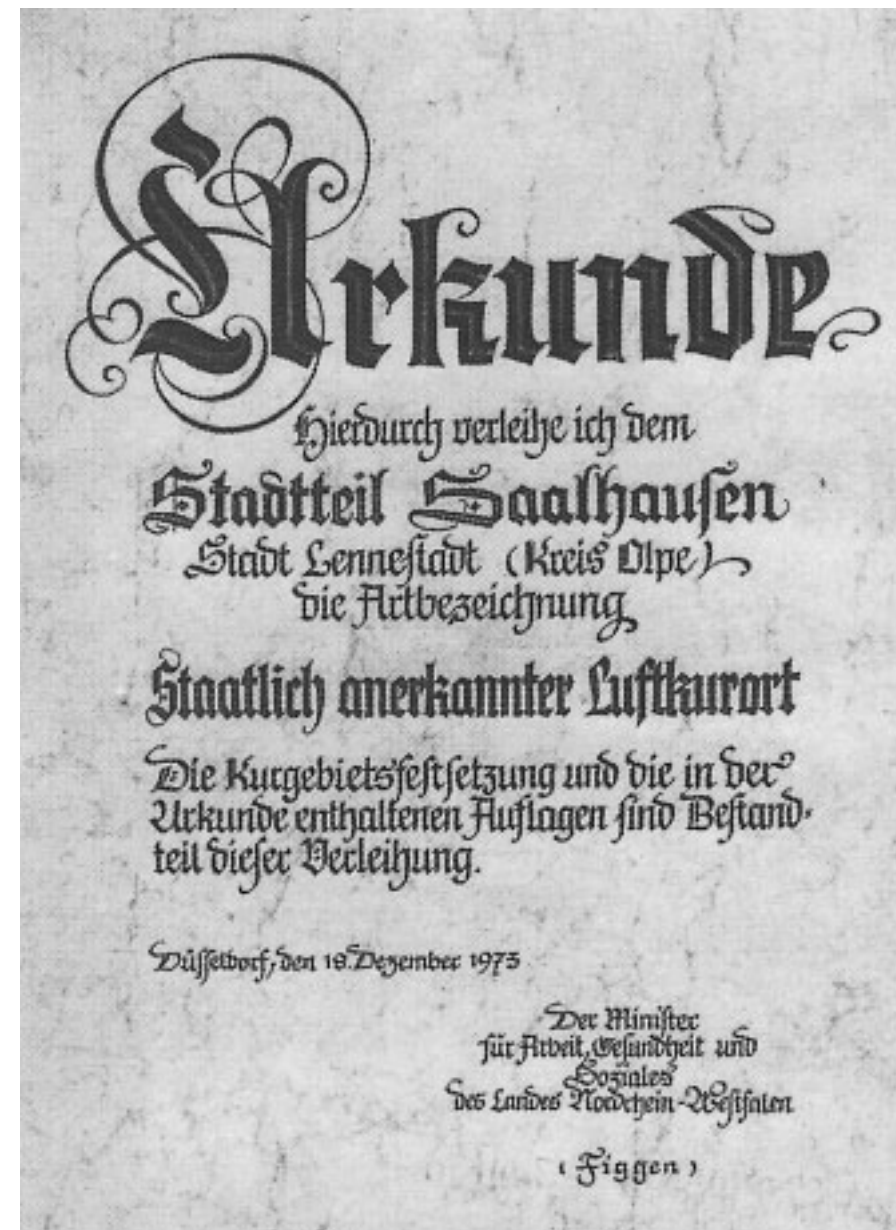 Urkunde
Hierdurch verleihe ich dem
Stadtteil Saalhausen
Stadt Lennestadt (Kreis Olpe)
die Artbezeichnung
Staatlich anerkannter Luftkurort
Die Kurgebietsfestsetzung und die in der
Urkunde enthaltenen Auflagen sind Bestand-
teil dieser Verleihung.
Düsseldorf, den 18. Dezember 1973
Der Minister
für Arbeit, Gesundheit und
Soziales
des Landes Nordrhein-Westfalen
(Figgen)